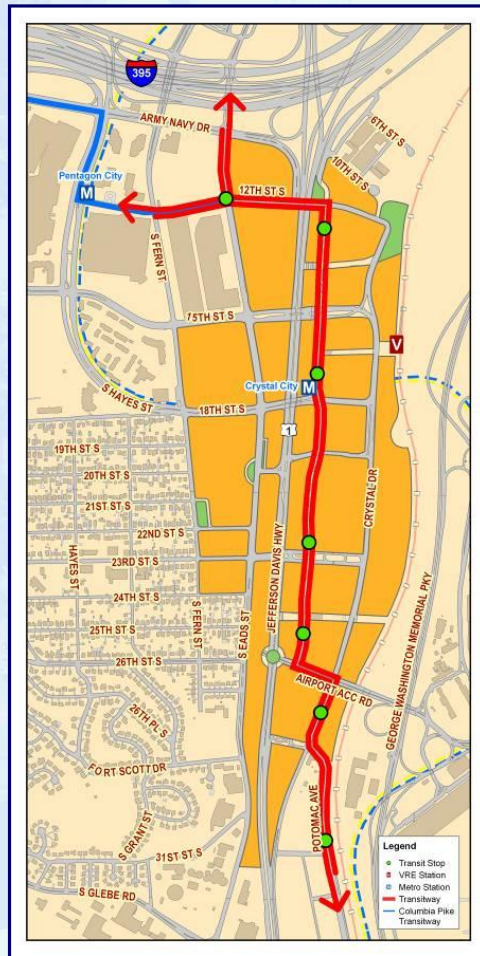 395
ARMY NAVY DR
6TH ST S
10TH ST S
Pentagon City
M
12TH ST S
S FERN ST
15TH ST S
V
Crystal City
M
S HAYES ST
18TH ST S
1
19TH ST S
20TH ST S
21ST ST S
22ND ST S
23RD ST S
24TH ST S
25TH ST S
26TH ST S
HAYES ST
S FERN ST
S EADS ST
JEFFERSON DAVIS HWY
CRYSTAL DR
GEORGE WASHINGTON MEMORIAL PKY
AIRPORT ACC RD
26TH PL S
FORT SCOTT DR
S GRANT ST
31ST ST S
S GLEBE RD
POTOMAC AVE
Legend
Transit Stop
VRE Station
Metro Station
Transitway
Columbia Pike
Transitway